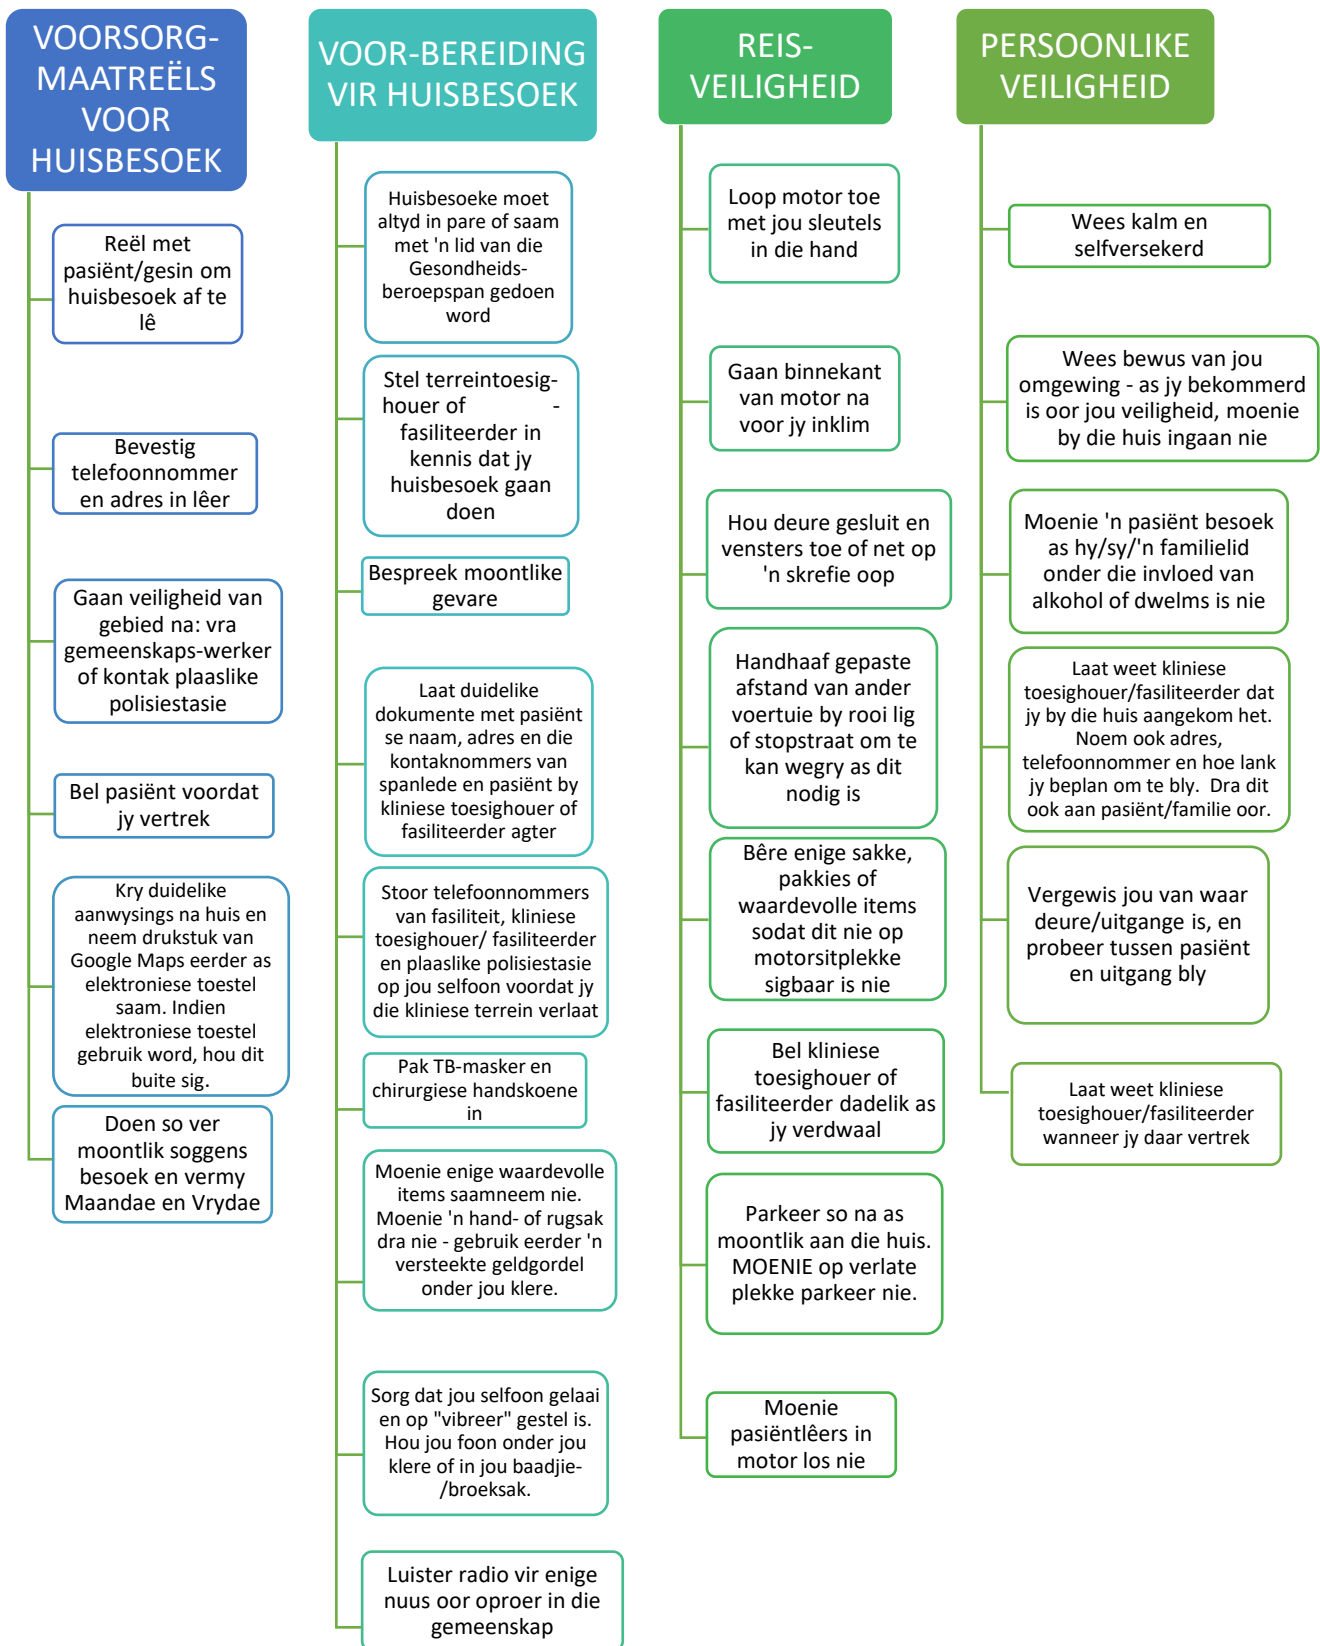 VOORSORG-
MAATREËLS
VOOR
HUISBESOEK
Reël met
pasiënt/gesin om
huisbesoek af te
lê
Bevestig
telefoonnommer
en adres in lêer
Gaan veiligheid van
gebied na: vra
gemeenskaps-werker
of kontak plaaslike
polisiestasie
Bel pasiënt voordat
jy vertrek
Kry duidelike
aanwysings na huis en
neem drukstuk van
Google Maps eerder as
elektroniese toestel
saam. Indien
elektroniese toestel
gebruik word, hou dit
buite sig.
Doen so ver
moontlik soggens
besoek en vermy
Maandae en Vrydae
VOOR-BEREIDING
VIR HUISBESOEK
Huisbesoeke moet
altyd in pare of saam
met 'n lid van die
Gesondheids-
beroepspan gedoen
word
Stel terreintoesig-
houer of -
fasiliteerder in
kennis dat jy
huisbesoek gaan
doen
Bespreek moontlike
gevare
Laat duidelike
dokumente met pasiënt
se naam, adres en die
kontaknommers van
spanlede en pasiënt by
kliniese toesighouer of
fasiliteerder agter
Stoor telefoonnommers
van fasiliteit, kliniese
toesighouer/ fasiliteerder
en plaaslike polisiestasie
op jou selfoon voordat jy
die kliniese terrein verlaat
Pak TB-masker en
chirurgiese handskoene
in
Moenie enige waardevolle
items saamneem nie.
Moenie 'n hand- of rugsak
dra nie - gebruik eerder 'n
versteekte geldgordel
onder jou klere.
Sorg dat jou selfoon gelaai
en op "vibreer" gestel is.
Hou jou foon onder jou
klere of in jou baadjie-
/broeksak.
Luister radio vir enige
nuus oor oproer in die
gemeenskap
REIS-
VEILIGHEID
Loop motor toe
met jou sleutels
in die hand
Gaan binnekant
van motor na
voor jy inklim
Hou deure gesluit en
vensters toe of net op
'n skrefie oop
Handhaaf gepaste
afstand van ander
voertuie by rooi lig
of stopstraat om te
kan wegry as dit
nodig is
Bêre enige sakke,
pakkies of
waardevolle items
sodat dit nie op
motorsitplekke
sigbaar is nie
Bel kliniese
toesighouer of
fasiliteerder dadelik as
jy verdwaal
Parkeer so na as
moontlik aan die huis.
MOENIE op verlate
plekke parkeer nie.
Moenie
pasiëntlêers in
motor los nie
PERSOONLIKE
VEILIGHEID
Wees kalm en
selfversekerd
Wees bewus van jou
omgewing - as jy bekommerd
is oor jou veiligheid, moenie
by die huis ingaan nie
Moenie 'n pasiënt besoek
as hy/sy/'n familielid
onder die invloed van
alkohol of dwelms is nie
Laat weet kliniese
toesighouer/fasiliteerder dat
jy by die huis aangekom het.
Noem ook adres,
telefoonnommer en hoe lank
jy beplan om te bly. Dra dit
ook aan pasiënt/familie oor.
Vergewis jou van waar
deure/uitgange is, en
probeer tussen pasiënt
en uitgang bly
Laat weet kliniese
toesighouer/fasiliteerder
wanneer jy daar vertrek